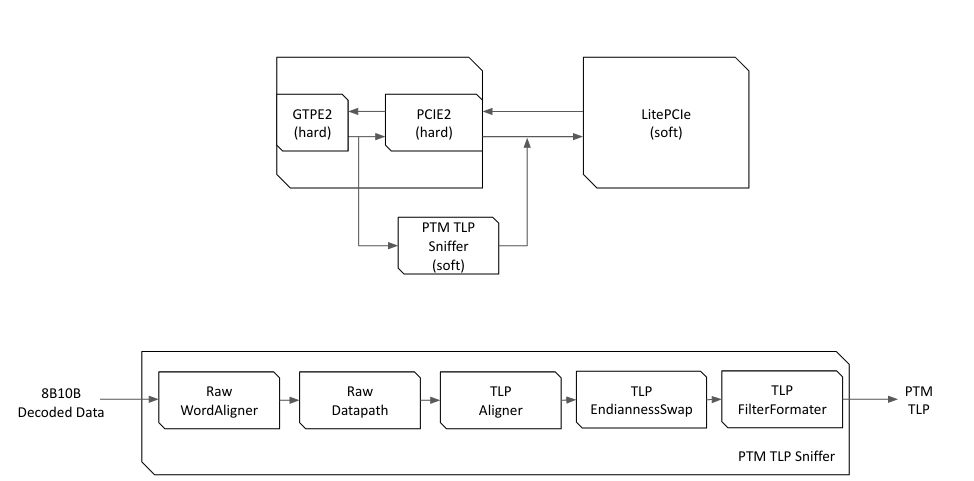 GTPE2
(hard)
PCIE2
(hard)
LitePCIe
(soft)
PTM TLP
Sniffer
(soft)
8B10B
Decoded Data
Raw
WordAligner
Raw
Datapath
TLP
Aligner
TLP
EndiannessSwap
TLP
FilterFormater
PTM
TLP
PTM TLP Sniffer